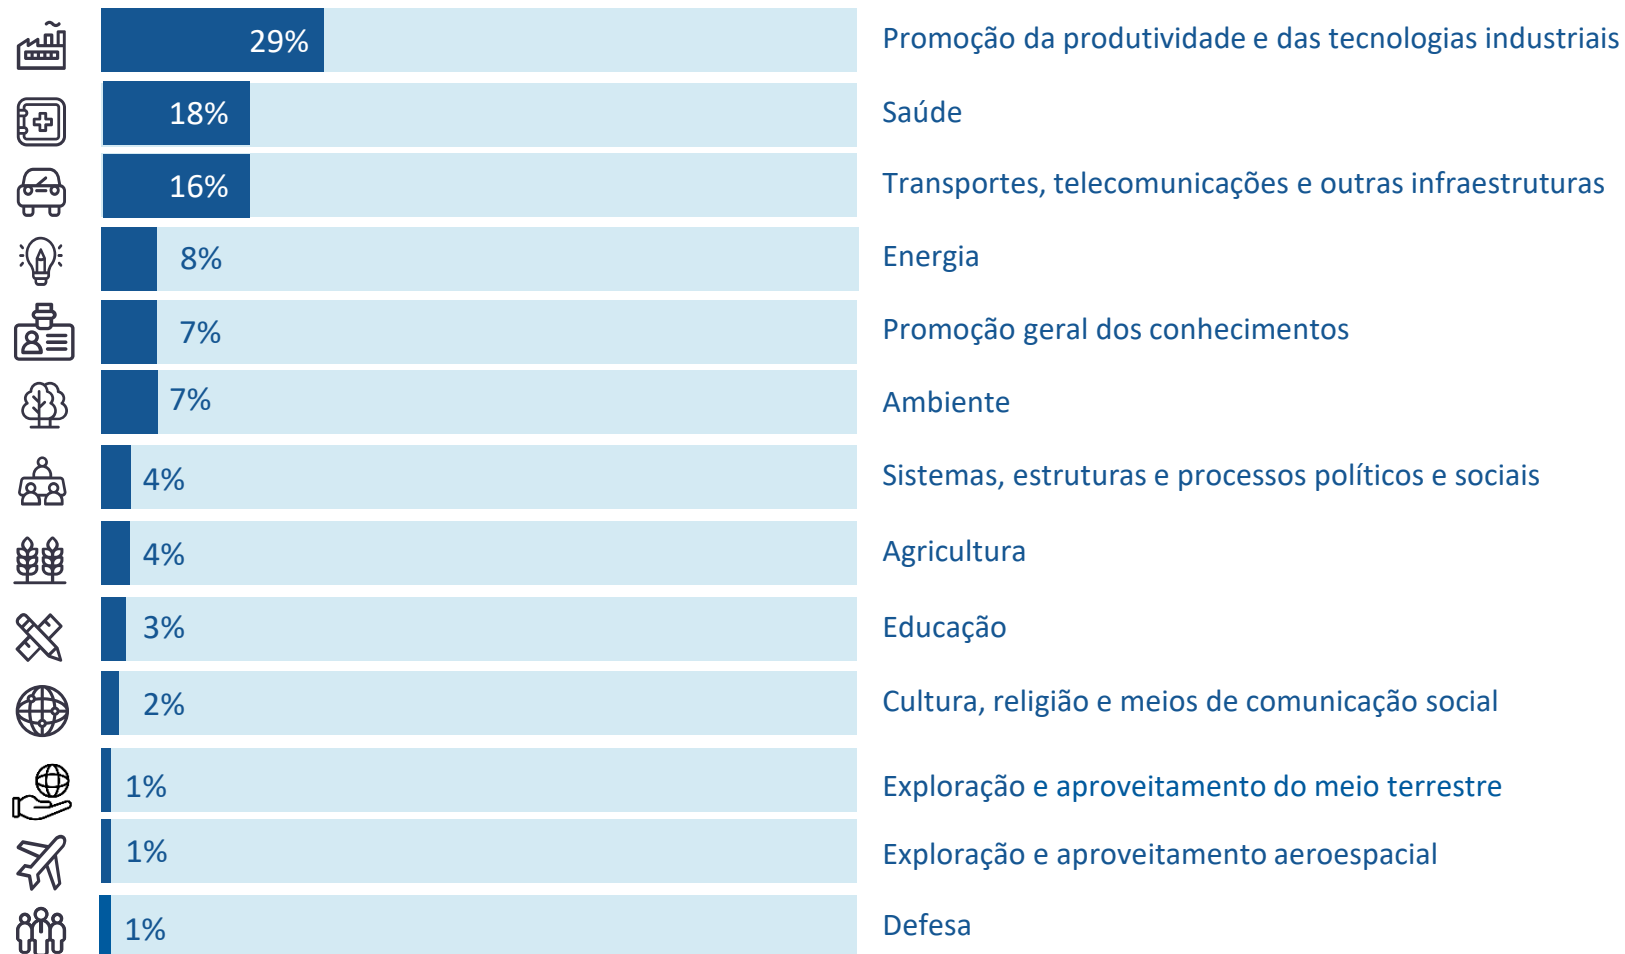 29% Promoção da produtividade e das tecnologias industriais
18% Saúde
16% Transportes, telecomunicações e outras infraestruturas
8% Energia
7% Promoção geral dos conhecimentos
7% Ambiente
4% Sistemas, estruturas e processos políticos e sociais
4% Agricultura
3% Educação
2% Cultura, religião e meios de comunicação social
1% Exploração e aproveitamento do meio terrestre
1% Exploração e aproveitamento aeroespacial
1% Defesa